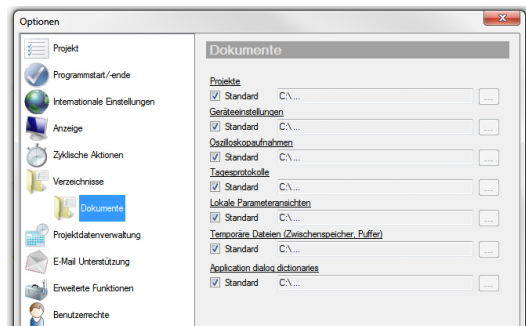 Optionen
Projekt
Programmstart/-ende
Internationale Einstellungen
Anzeige
Zyklische Aktionen
Verzeichnisse
Dokumente
Projektdatenverwaltung
E-Mail Unterstützung
Erweiterte Funktionen
Benutzerrechte
Dokumente
Projekte
Standard C:\ ... ...
Geräteeinstellungen
Standard C:\ ... ...
Oszilloskopaufnahmen
Standard C:\ ... ...
Tagesprotokolle
Standard C:\ ... ...
Lokale Parameteransichten
Standard C:\ ... ...
Temporäre Dateien (Zwischenspeicher, Puffer)
Standard C:\ ... ...
Application dialog dictionaries
Standard C:\ ... ...